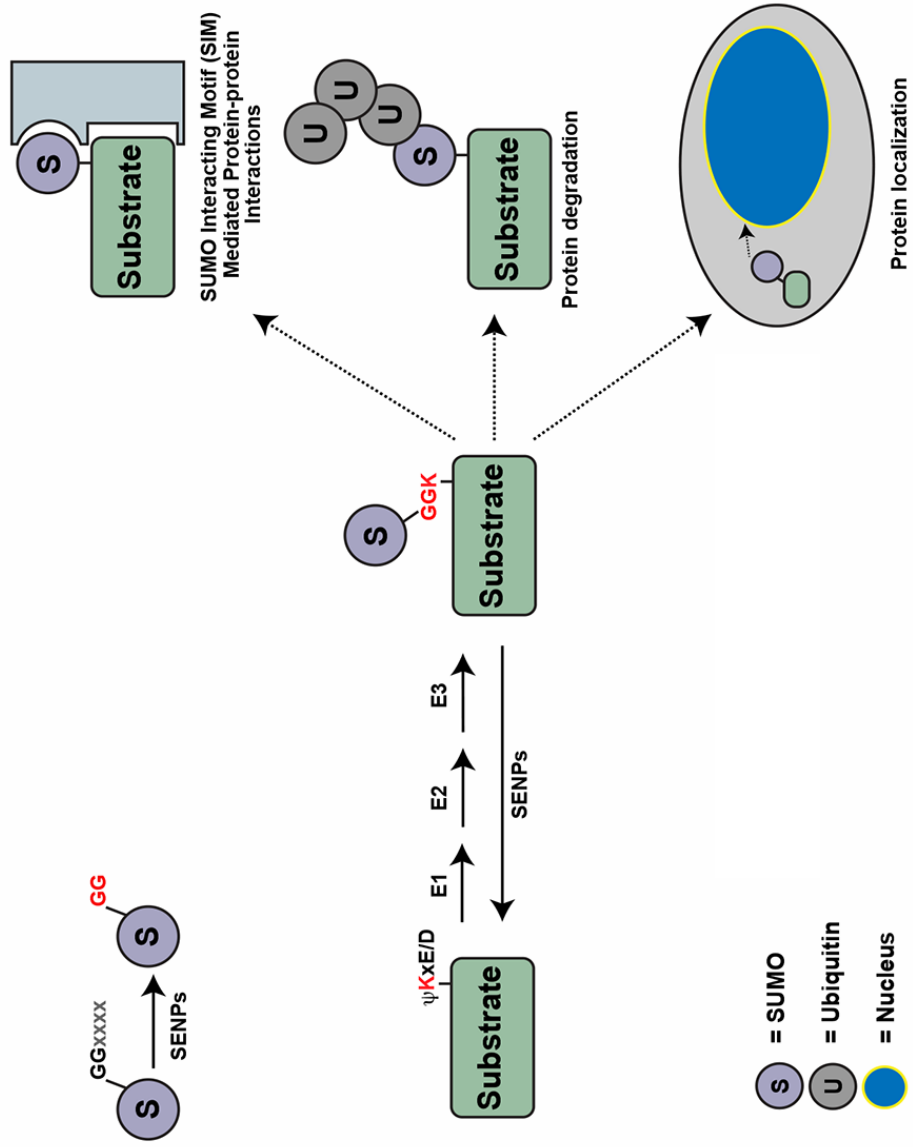 GGxxxx
S
SENPs
GG
S
ψKxE/D
Substrate
E1
E2
E3
SENPs
S
GGK
Substrate
S
Substrate
SUMO Interacting Motif (SIM)
Mediated Protein-protein
Interactions
U
U
U
S
Substrate
Protein degradation
Protein localization
S
= SUMO
U
= Ubiquitin
= Nucleus